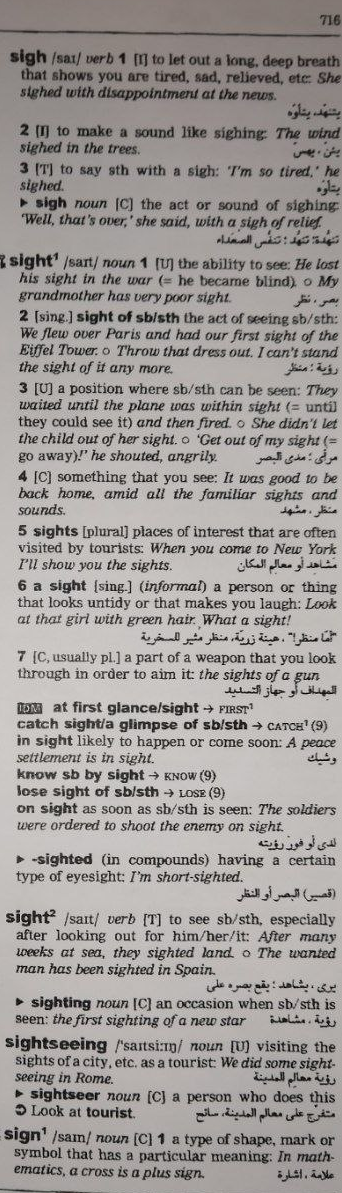 716
sigh /saɪ/ verb 1 [I] to let out a long, deep breath
that shows you are tired, sad, relieved, etc: She
sighed with disappointment at the news.
يتنهّد، يتأوّه
2 [I] to make a sound like sighing: The wind
sighed in the trees.
يئنّ، يهسّ
3 [T] to say sth with a sigh: 'I'm so tired,' he
sighed.
يتأوّه
▶ sigh noun [C] the act or sound of sighing:
'Well, that's over,' she said, with a sigh of relief.
تنهيدة؛ تنهُّد؛ تنفّس الصعداء
sight¹ /saɪt/ noun 1 [U] the ability to see: He lost
his sight in the war (= he became blind). ○ My
grandmother has very poor sight.
بصر، نظر
2 [sing.] sight of sb/sth the act of seeing sb/sth:
We flew over Paris and had our first sight of the
Eiffel Tower. ○ Throw that dress out. I can't stand
the sight of it any more.
رؤية؛ منظر
3 [U] a position where sb/sth can be seen: They
waited until the plane was within sight (= until
they could see it) and then fired. ○ She didn't let
the child out of her sight. ○ 'Get out of my sight (=
go away)!' he shouted, angrily.
مرأى؛ مدى البصر
4 [C] something that you see: It was good to be
back home, amid all the familiar sights and
sounds.
منظر، مشهد
5 sights [plural] places of interest that are often
visited by tourists: When you come to New York
I'll show you the sights.
مشاهد أو معالم المكان
6 a sight [sing.] (informal) a person or thing
that looks untidy or that makes you laugh: Look
at that girl with green hair. What a sight!
منظر مثير للسخرية
7 [C, usually pl.] a part of a weapon that you look
through in order to aim it: the sights of a gun
المهداف أو جهاز التسديد
IDM at first glance/sight → FIRST¹
catch sight/a glimpse of sb/sth → CATCH¹ (9)
in sight likely to happen or come soon: A peace
settlement is in sight.
وشيك
know sb by sight → KNOW (9)
lose sight of sb/sth → LOSE (9)
on sight as soon as sb/sth is seen: The soldiers
were ordered to shoot the enemy on sight.
لدى أو فور رؤيته
▶ -sighted (in compounds) having a certain
type of eyesight: I'm short-sighted.
(قصير) البصر أو النظر
sight² /saɪt/ verb [T] to see sb/sth, especially
after looking out for him/her/it: After many
weeks at sea, they sighted land. ○ The wanted
man has been sighted in Spain.
يرى، يشاهد؛ يقع بصره على
▶ sighting noun [C] an occasion when sb/sth is
seen: the first sighting of a new star
رؤية، مشاهدة
sightseeing /ˈsaɪtsiːɪŋ/ noun [U] visiting the
sights of a city, etc. as a tourist: We did some sight-
seeing in Rome.
رؤية معالم المدينة
▶ sightseer noun [C] a person who does this
➲ Look at tourist.
متفرّج على معالم المدينة، سائح
sign¹ /saɪn/ noun [C] 1 a type of shape, mark or
symbol that has a particular meaning: In math-
ematics, a cross is a plus sign.
علامة، إشارة